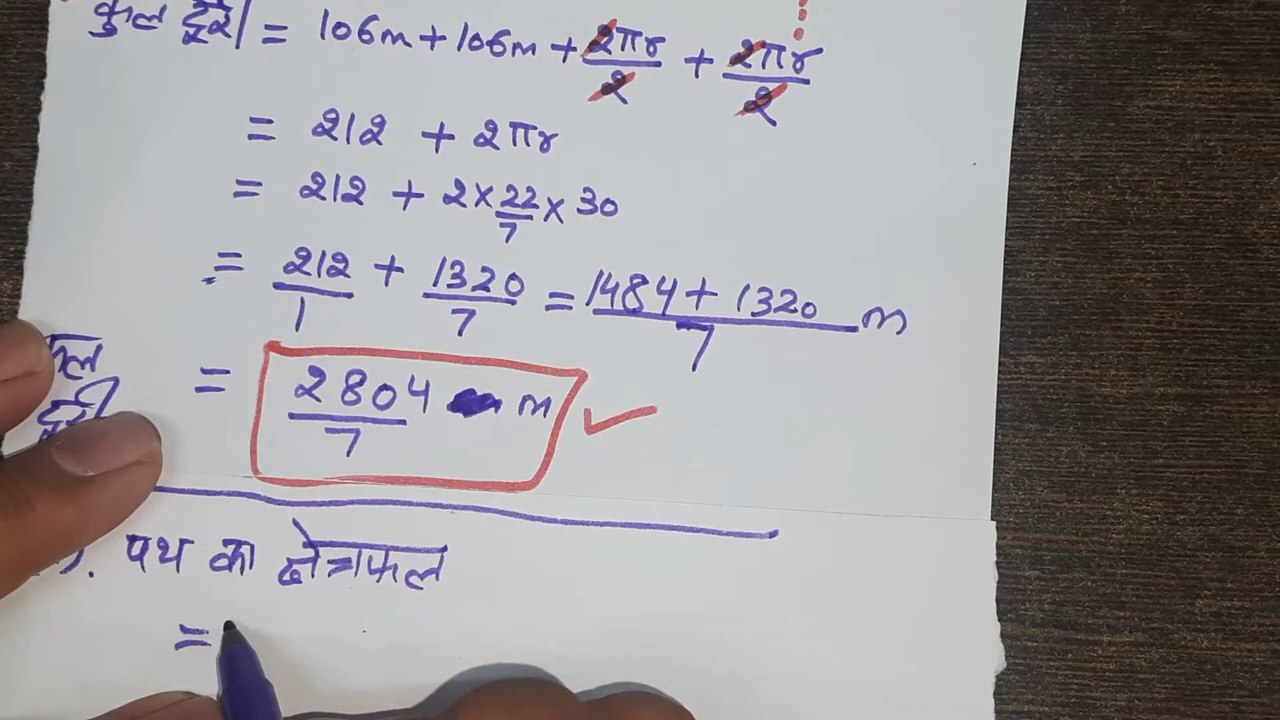 कुल दूरी = 106m + 106m + 2πr/2 + 2πr/2
= 212 + 2πr
= 212 + 2 × 22/7 × 30
= 212/1 + 1320/7 = 1484 + 1320/7 m
कुल दूरी = 2804/7 m ✓
). पथ का क्षेत्रफल
=